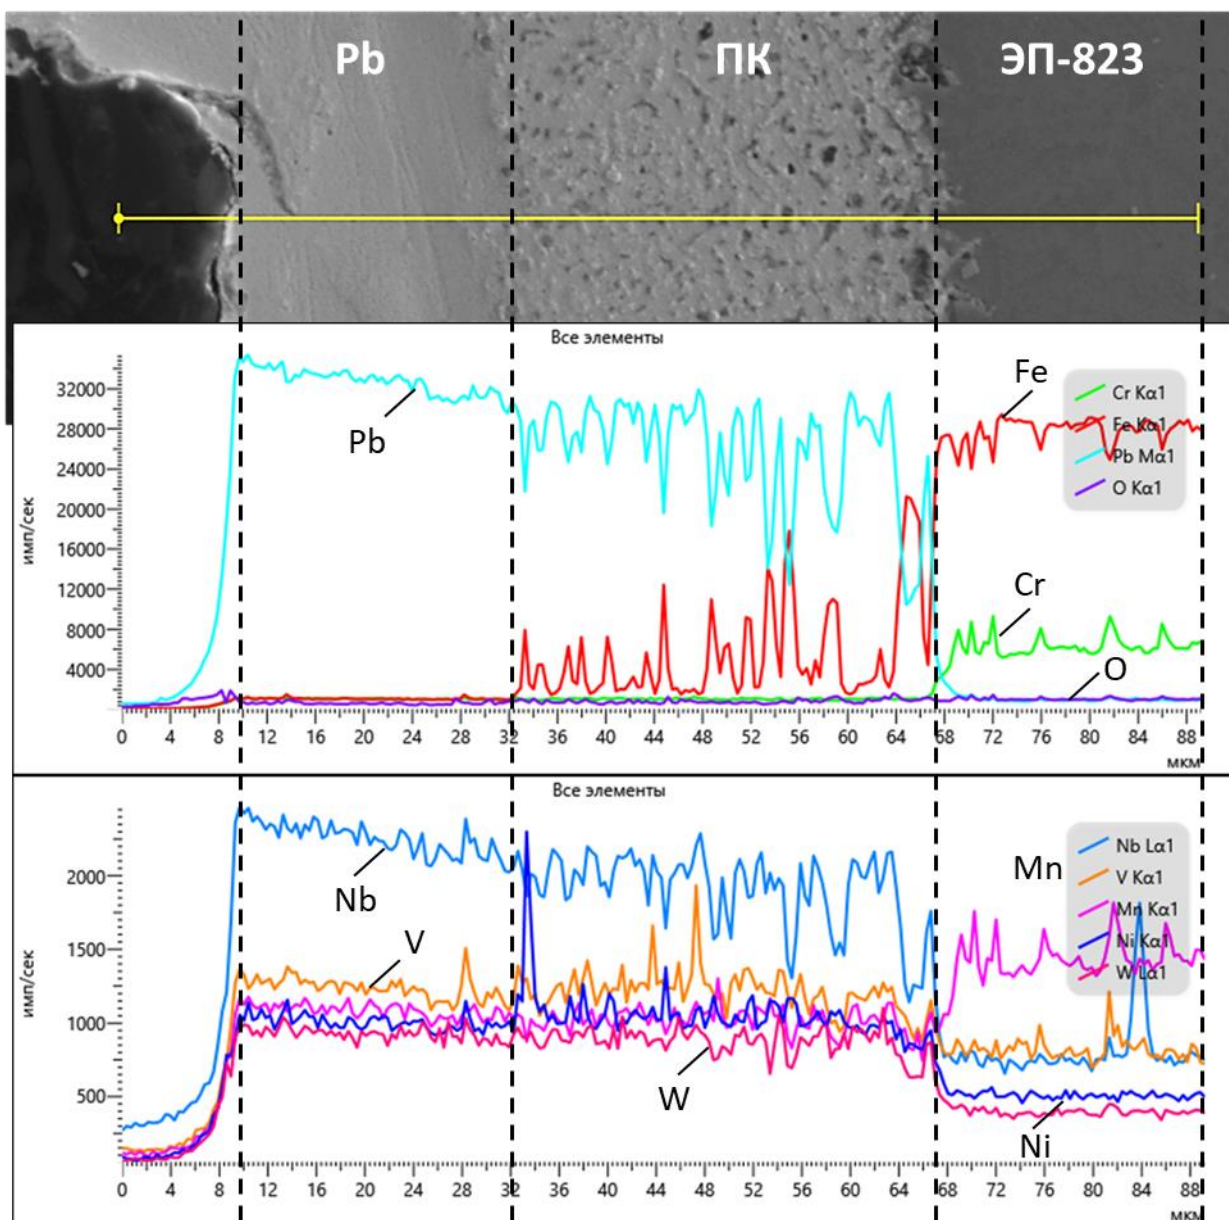 Pb ПК ЭП-823
Все элементы
имп/сек
32000
28000
24000
20000
16000
12000
8000
4000
Pb
Fe
Cr
O
Cr Kα1
Fe Kα1
Pb Mα1
O Kα1
0 4 8 12 16 20 24 28 32 36 40 44 48 52 56 60 64 68 72 76 80 84 88
мкм
Все элементы
имп/сек
2000
1500
1000
500
Nb
V
W
Mn
Ni
Nb Lα1
V Kα1
Mn Kα1
Ni Kα1
W Lα1
0 4 8 12 16 20 24 28 32 36 40 44 48 52 56 60 64 68 72 76 80 84 88
мкм